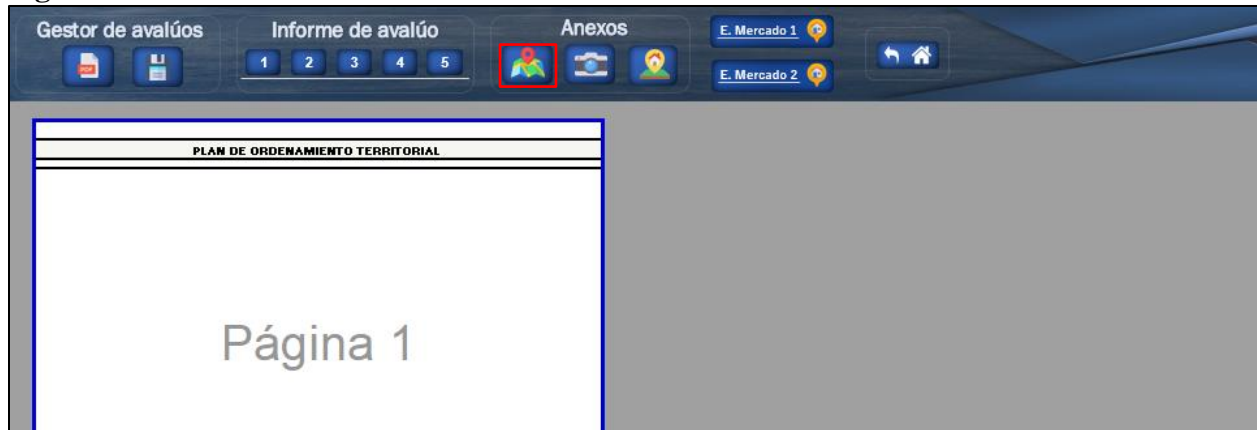 Gestor de avalúos
Informe de avalúo
Anexos
E. Mercado 1
PDF
1 2 3 4 5
E. Mercado 2
PLAN DE ORDENAMIENTO TERRITORIAL
Página 1